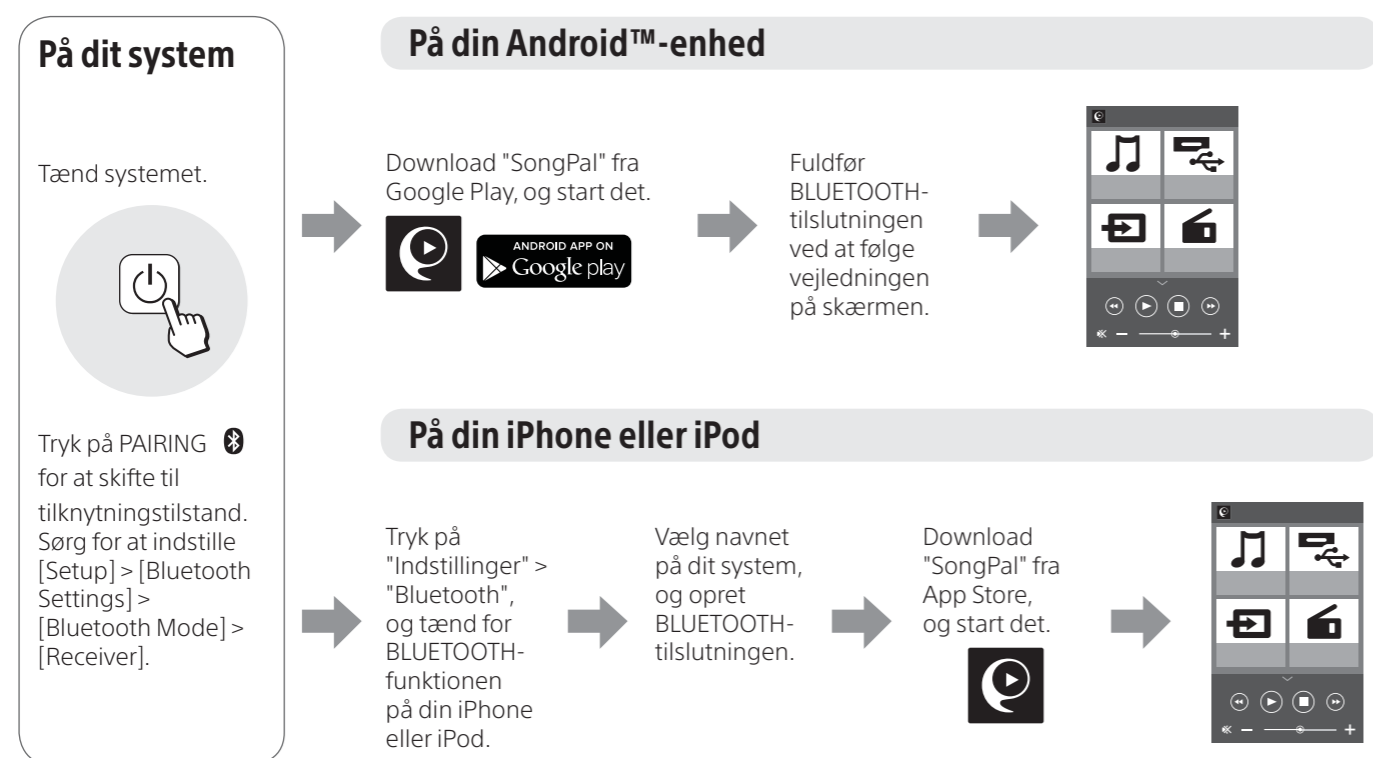 På dit system
Tænd systemet.
Tryk på PAIRING
for at skifte til
tilknytningstilstand.
Sørg for at indstille
[Setup] > [Bluetooth
Settings] >
[Bluetooth Mode] >
[Receiver].
På din Android™-enhed
Download "SongPal" fra
Google Play, og start det.
ANDROID APP ON
Google play
Fuldfør
BLUETOOTH-
tilslutningen
ved at følge
vejledningen
på skærmen.
På din iPhone eller iPod
Tryk på
"Indstillinger" >
"Bluetooth",
og tænd for
BLUETOOTH-
funktionen
på din iPhone
eller iPod.
Vælg navnet
på dit system,
og opret
BLUETOOTH-
tilslutningen.
Download
"SongPal" fra
App Store,
og start det.